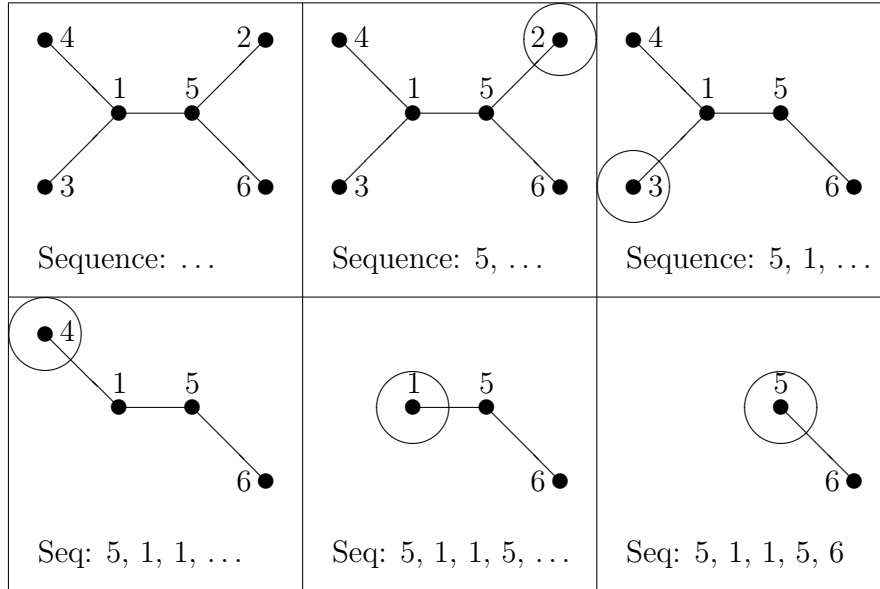 4 2 4 2 4
1 5 1 5 1 5
3 6 3 6 3 6
Sequence: ... Sequence: 5, ... Sequence: 5, 1, ...
4
1 5 1 5 5
6 6 6
Seq: 5, 1, 1, ... Seq: 5, 1, 1, 5, ... Seq: 5, 1, 1, 5, 6